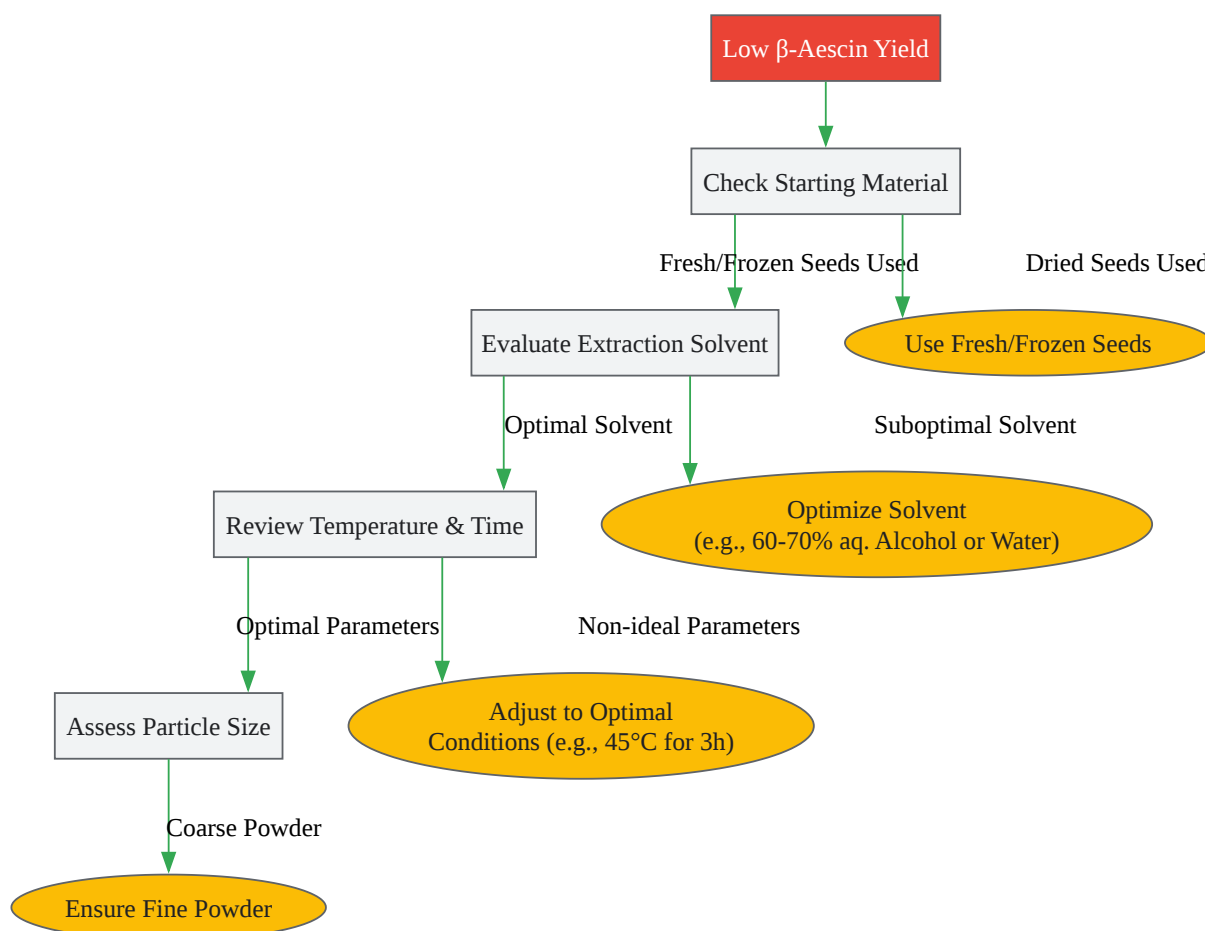 Low β-Aescin Yield
Check Starting Material
Fresh/Frozen Seeds Used
Dried Seeds Used
Evaluate Extraction Solvent
Use Fresh/Frozen Seeds
Optimal Solvent
Suboptimal Solvent
Review Temperature & Time
Optimize Solvent
(e.g., 60-70% aq. Alcohol or Water)
Optimal Parameters
Non-ideal Parameters
Assess Particle Size
Adjust to Optimal
Conditions (e.g., 45°C for 3h)
Coarse Powder
Ensure Fine Powder